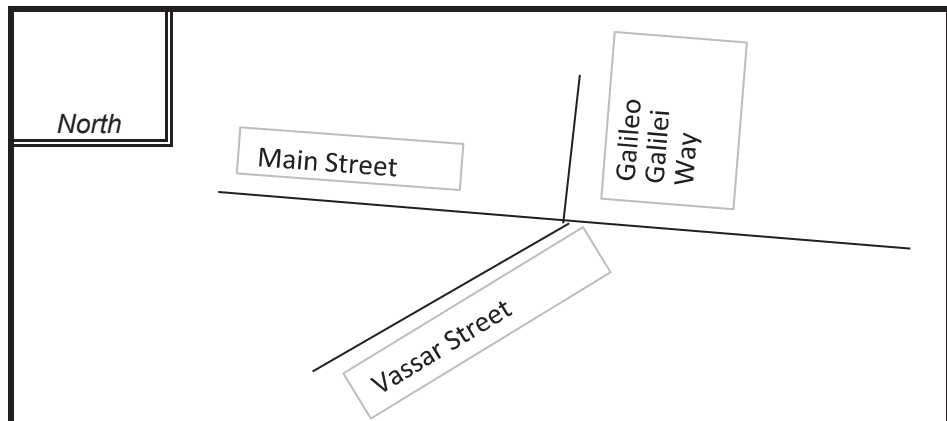 North
Main Street
Galileo
Galilei
Way
Vassar Street